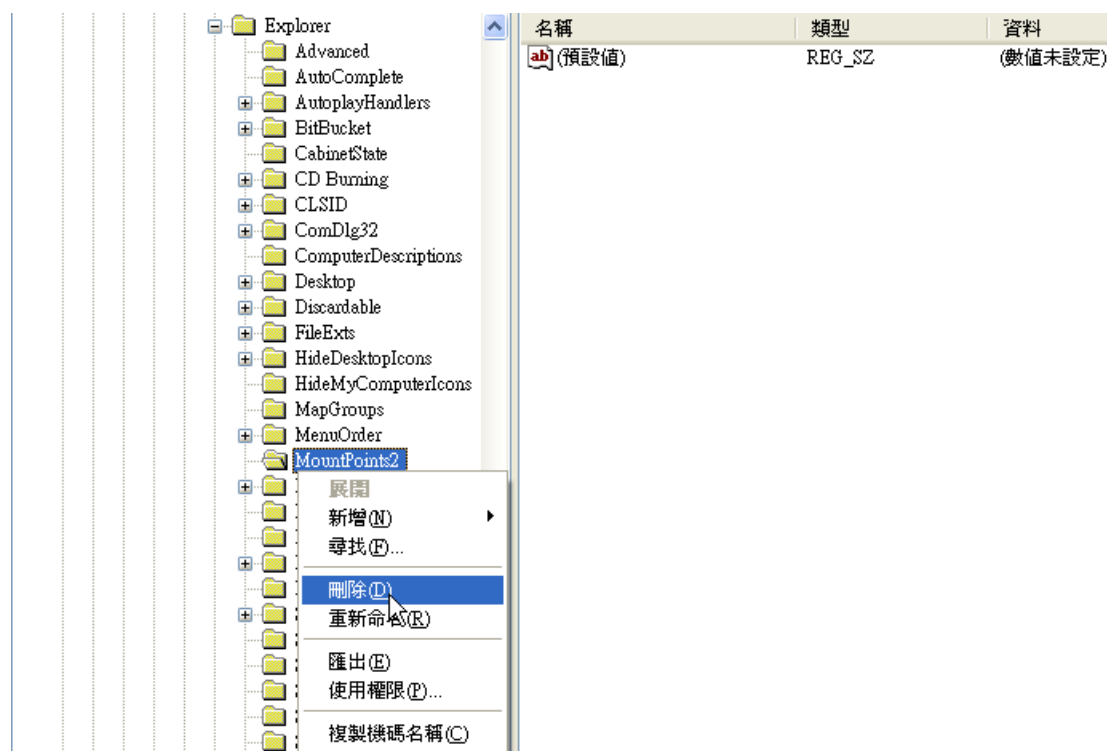 Explorer
Advanced
AutoComplete
AutoplayHandlers
BitBucket
CabinetState
CD Burning
CLSID
ComDlg32
ComputerDescriptions
Desktop
Discardable
FileExts
HideDesktopIcons
HideMyComputerIcons
MapGroups
MenuOrder
MountPoints2
展開
新增(N)
尋找(F)...
刪除(D)
重新命名(R)
匯出(E)
使用權限(P)...
複製機碼名稱(C)
名稱 類型 資料
ab (預設值) REG_SZ (數值未設定)